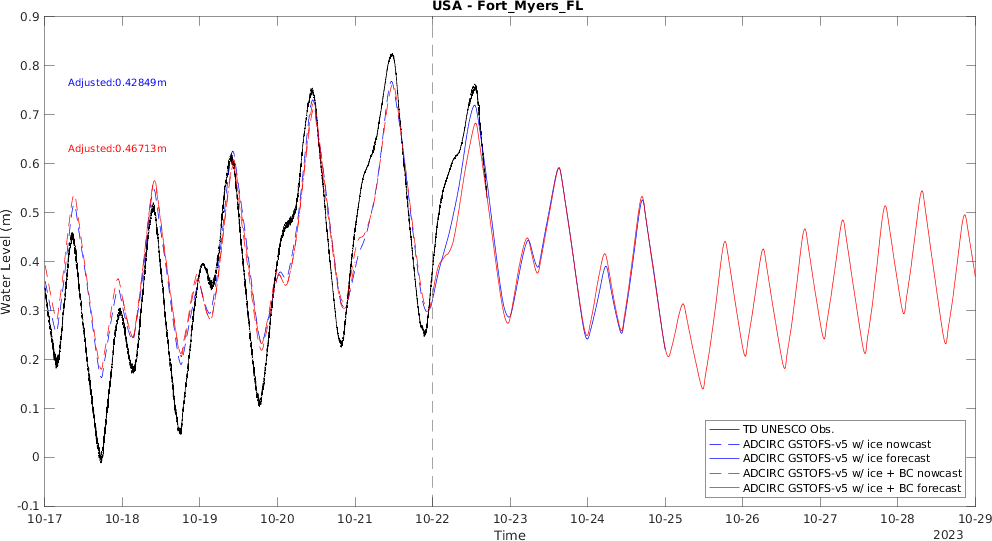 USA - Fort_Myers_FL
0.9
0.8
0.7
0.6
0.5
0.4
0.3
0.2
0.1
0
-0.1
Water Level (m)
Adjusted:0.42849m
Adjusted:0.46713m
TD UNESCO Obs.
ADCIRC GSTOFS-v5 w/ ice nowcast
ADCIRC GSTOFS-v5 w/ ice forecast
ADCIRC GSTOFS-v5 w/ ice + BC nowcast
ADCIRC GSTOFS-v5 w/ ice + BC forecast
10-17 10-18 10-19 10-20 10-21 10-22 10-23 10-24 10-25 10-26 10-27 10-28 10-29
Time
2023